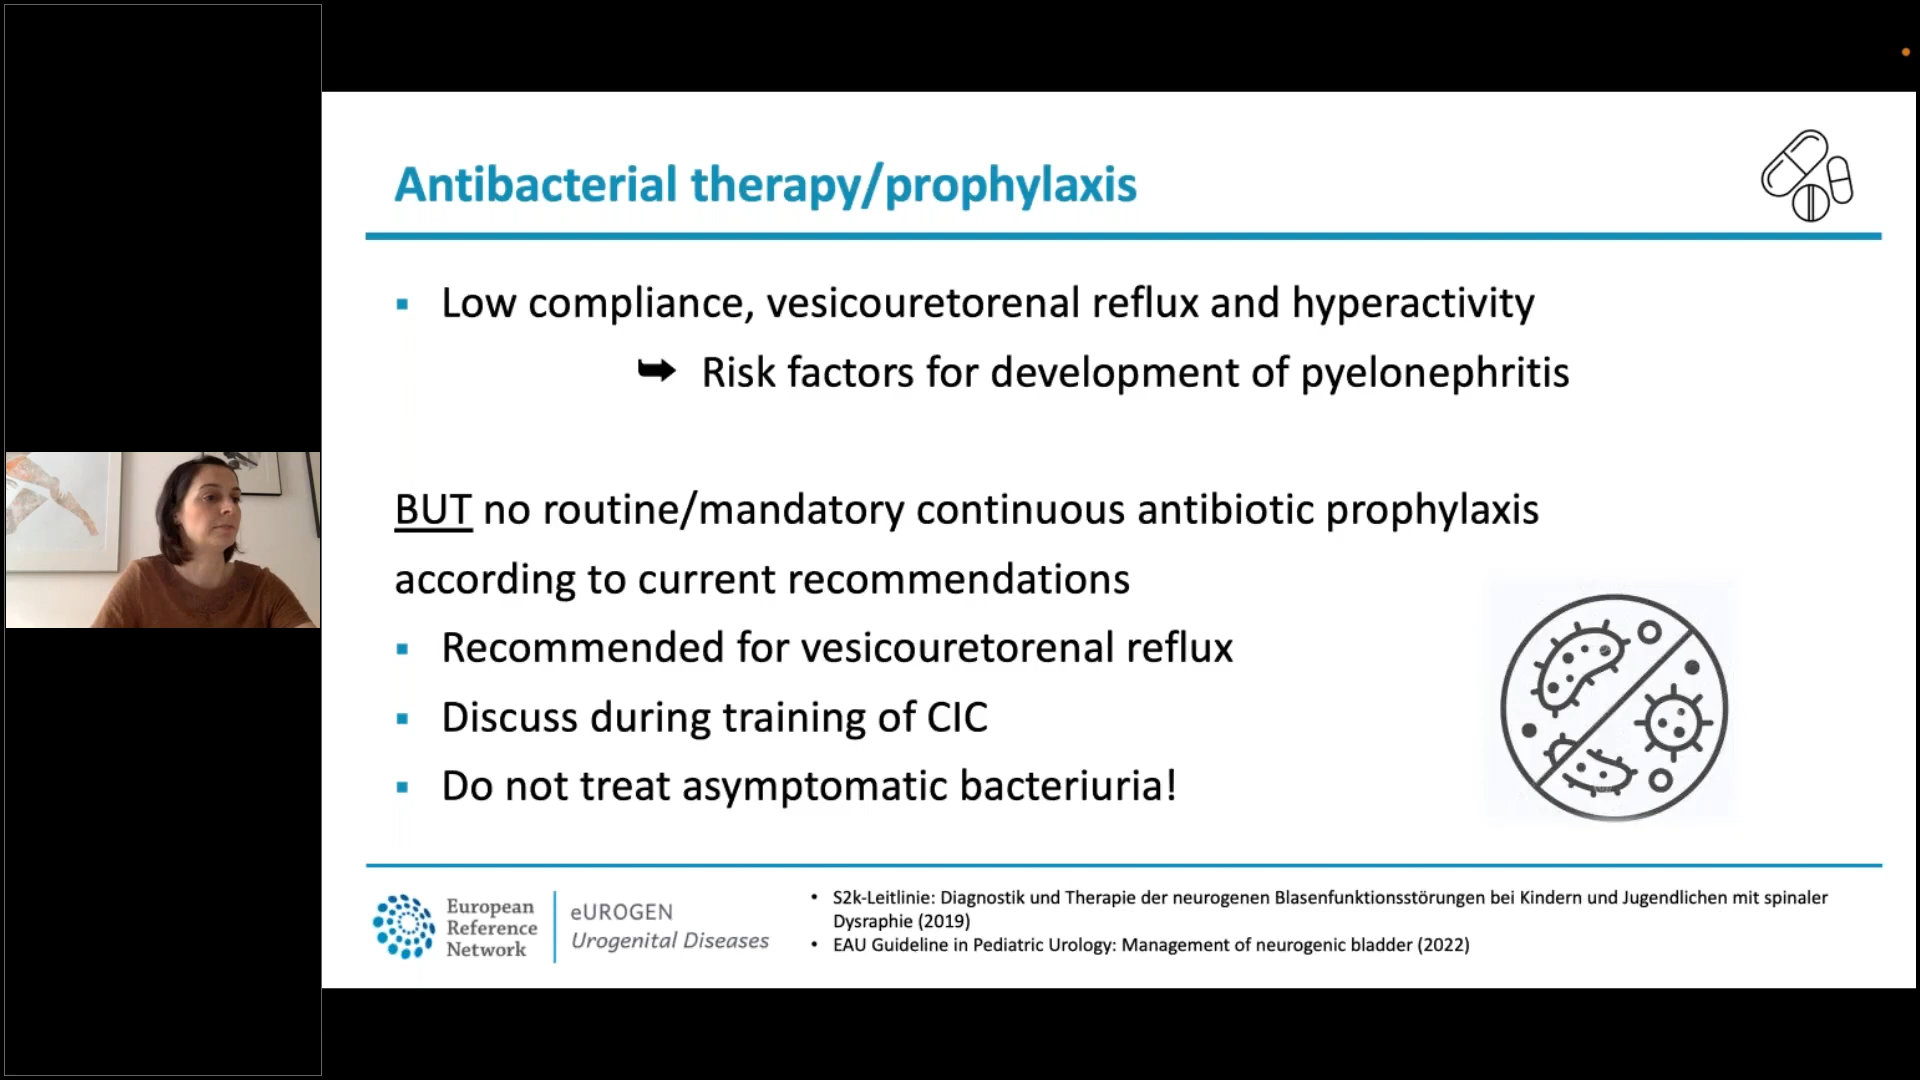 Antibacterial therapy/prophylaxis
▪ Low compliance, vesicouretorenal reflux and hyperactivity
➥ Risk factors for development of pyelonephritis
BUT no routine/mandatory continuous antibiotic prophylaxis
according to current recommendations
▪ Recommended for vesicouretorenal reflux
▪ Discuss during training of CIC
▪ Do not treat asymptomatic bacteriuria!
European
Reference
Network
eUROGEN
Urogenital Diseases
• S2k-Leitlinie: Diagnostik und Therapie der neurogenen Blasenfunktionsstörungen bei Kindern und Jugendlichen mit spinaler
Dysraphie (2019)
• EAU Guideline in Pediatric Urology: Management of neurogenic bladder (2022)